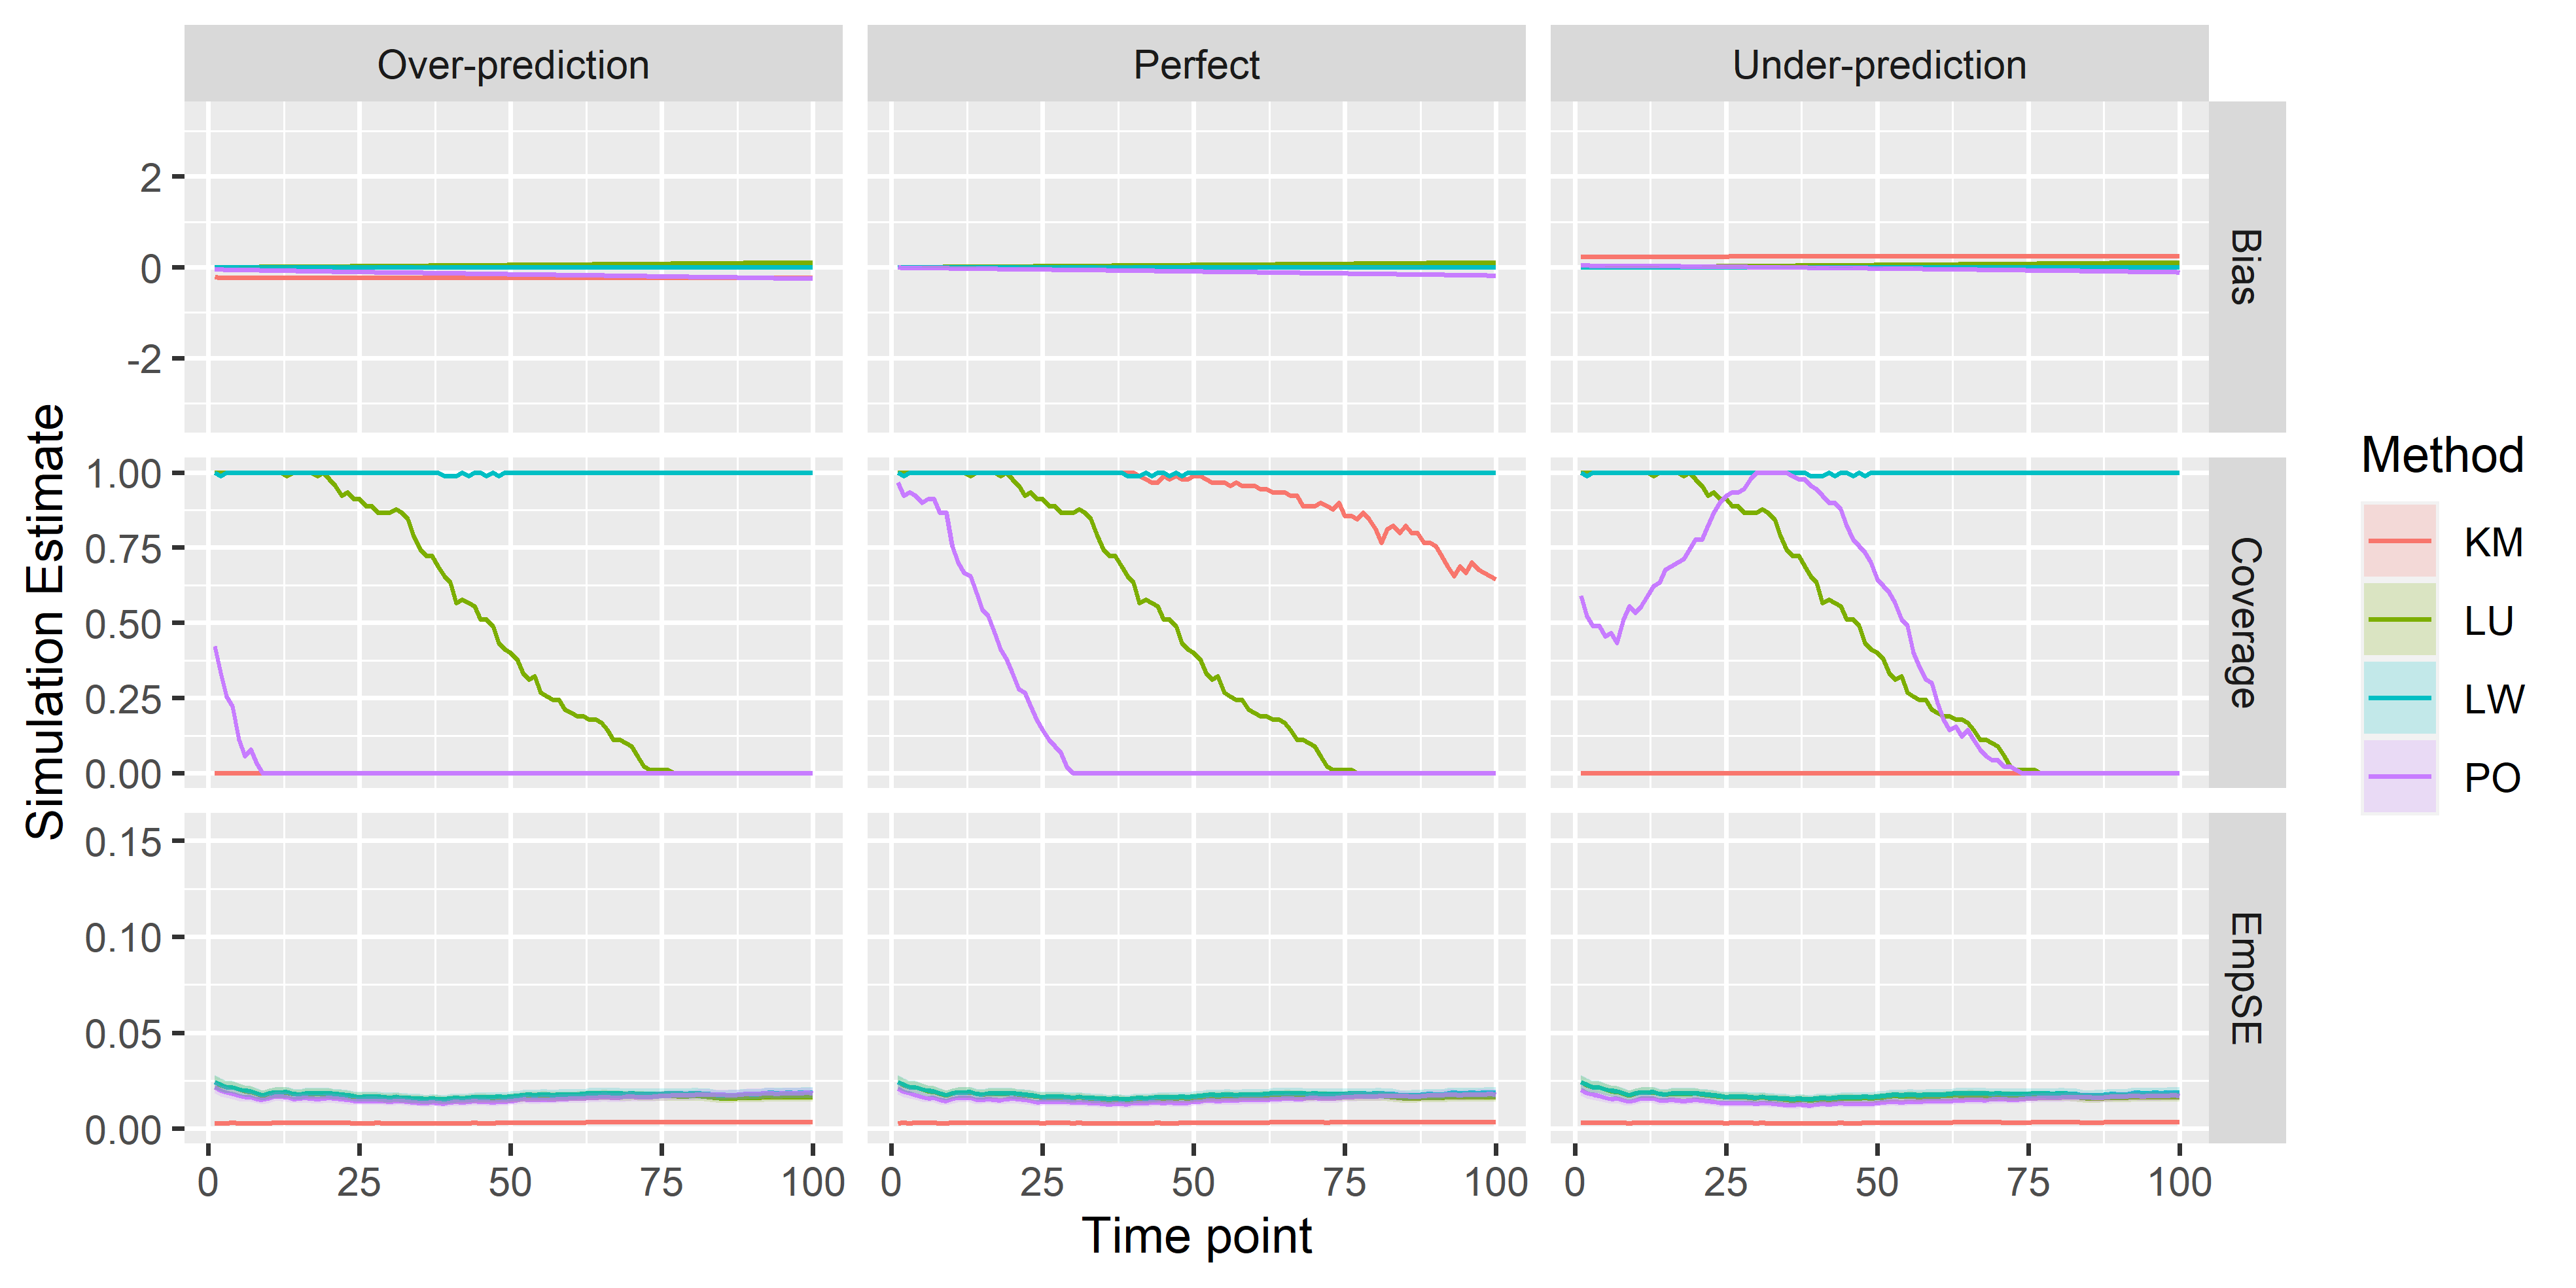 Over-prediction Perfect Under-prediction
2
0
-2
Bias
1.00
0.75
0.50
0.25
0.00
Coverage
0.15
0.10
0.05
0.00
EmpSE
0 25 50 75 100 0 25 50 75 100 0 25 50 75 100
Time point
Simulation Estimate
Method
KM
LU
LW
PO